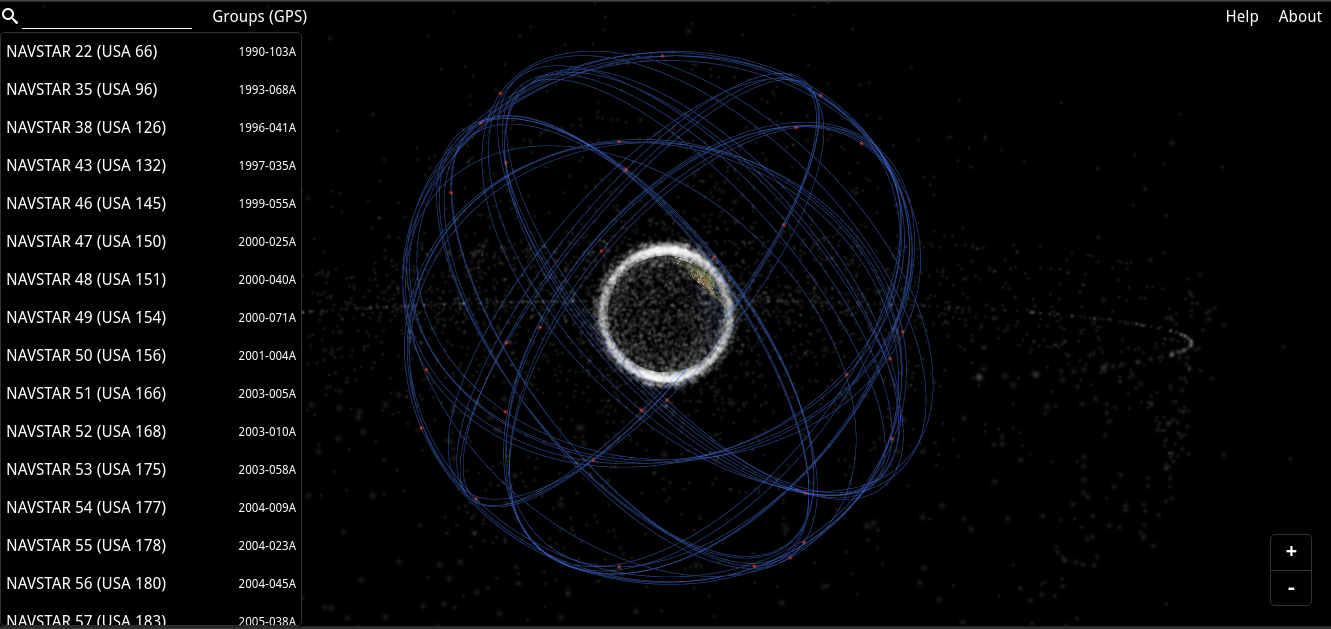 Groups (GPS) Help About
NAVSTAR 22 (USA 66) 1990-103A
NAVSTAR 35 (USA 96) 1993-068A
NAVSTAR 38 (USA 126) 1996-041A
NAVSTAR 43 (USA 132) 1997-035A
NAVSTAR 46 (USA 145) 1999-055A
NAVSTAR 47 (USA 150) 2000-025A
NAVSTAR 48 (USA 151) 2000-040A
NAVSTAR 49 (USA 154) 2000-071A
NAVSTAR 50 (USA 156) 2001-004A
NAVSTAR 51 (USA 166) 2003-005A
NAVSTAR 52 (USA 168) 2003-010A
NAVSTAR 53 (USA 175) 2003-058A
NAVSTAR 54 (USA 177) 2004-009A
NAVSTAR 55 (USA 178) 2004-023A
NAVSTAR 56 (USA 180) 2004-045A
NAVSTAR 57 (USA 183) 2005-038A
+
-